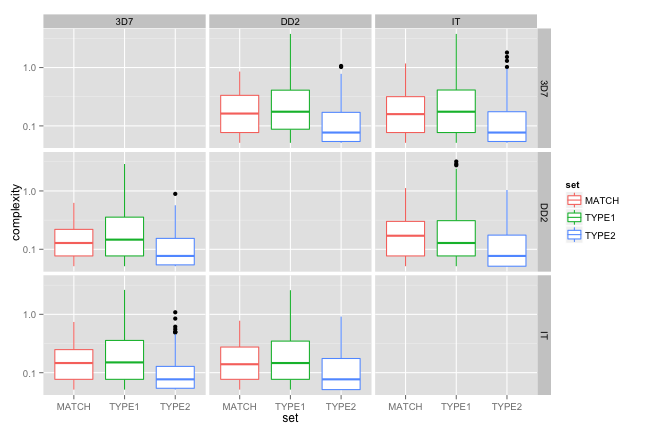 3D7 DD2 IT
1.0
0.1
3D7
1.0
0.1
DD2
1.0
0.1
IT
complexity
MATCH TYPE1 TYPE2 MATCH TYPE1 TYPE2 MATCH TYPE1 TYPE2
set
set
MATCH
TYPE1
TYPE2